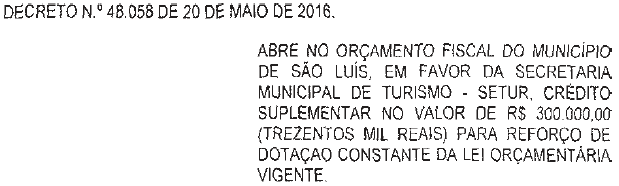 DECRETO N.º 48.058 DE 20 DE MAIO DE 2016.
ABRE NO ORÇAMENTO FISCAL DO MUNICÍPIO
DE SÃO LUÍS, EM FAVOR DA SECRETARIA
MUNICIPAL DE TURISMO - SETUR, CRÉDITO
SUPLEMENTAR NO VALOR DE R$ 300.000,00
(TREZENTOS MIL REAIS) PARA REFORÇO DE
DOTAÇAO CONSTANTE DA LEI ORÇAMENTÁRIA
VIGENTE.